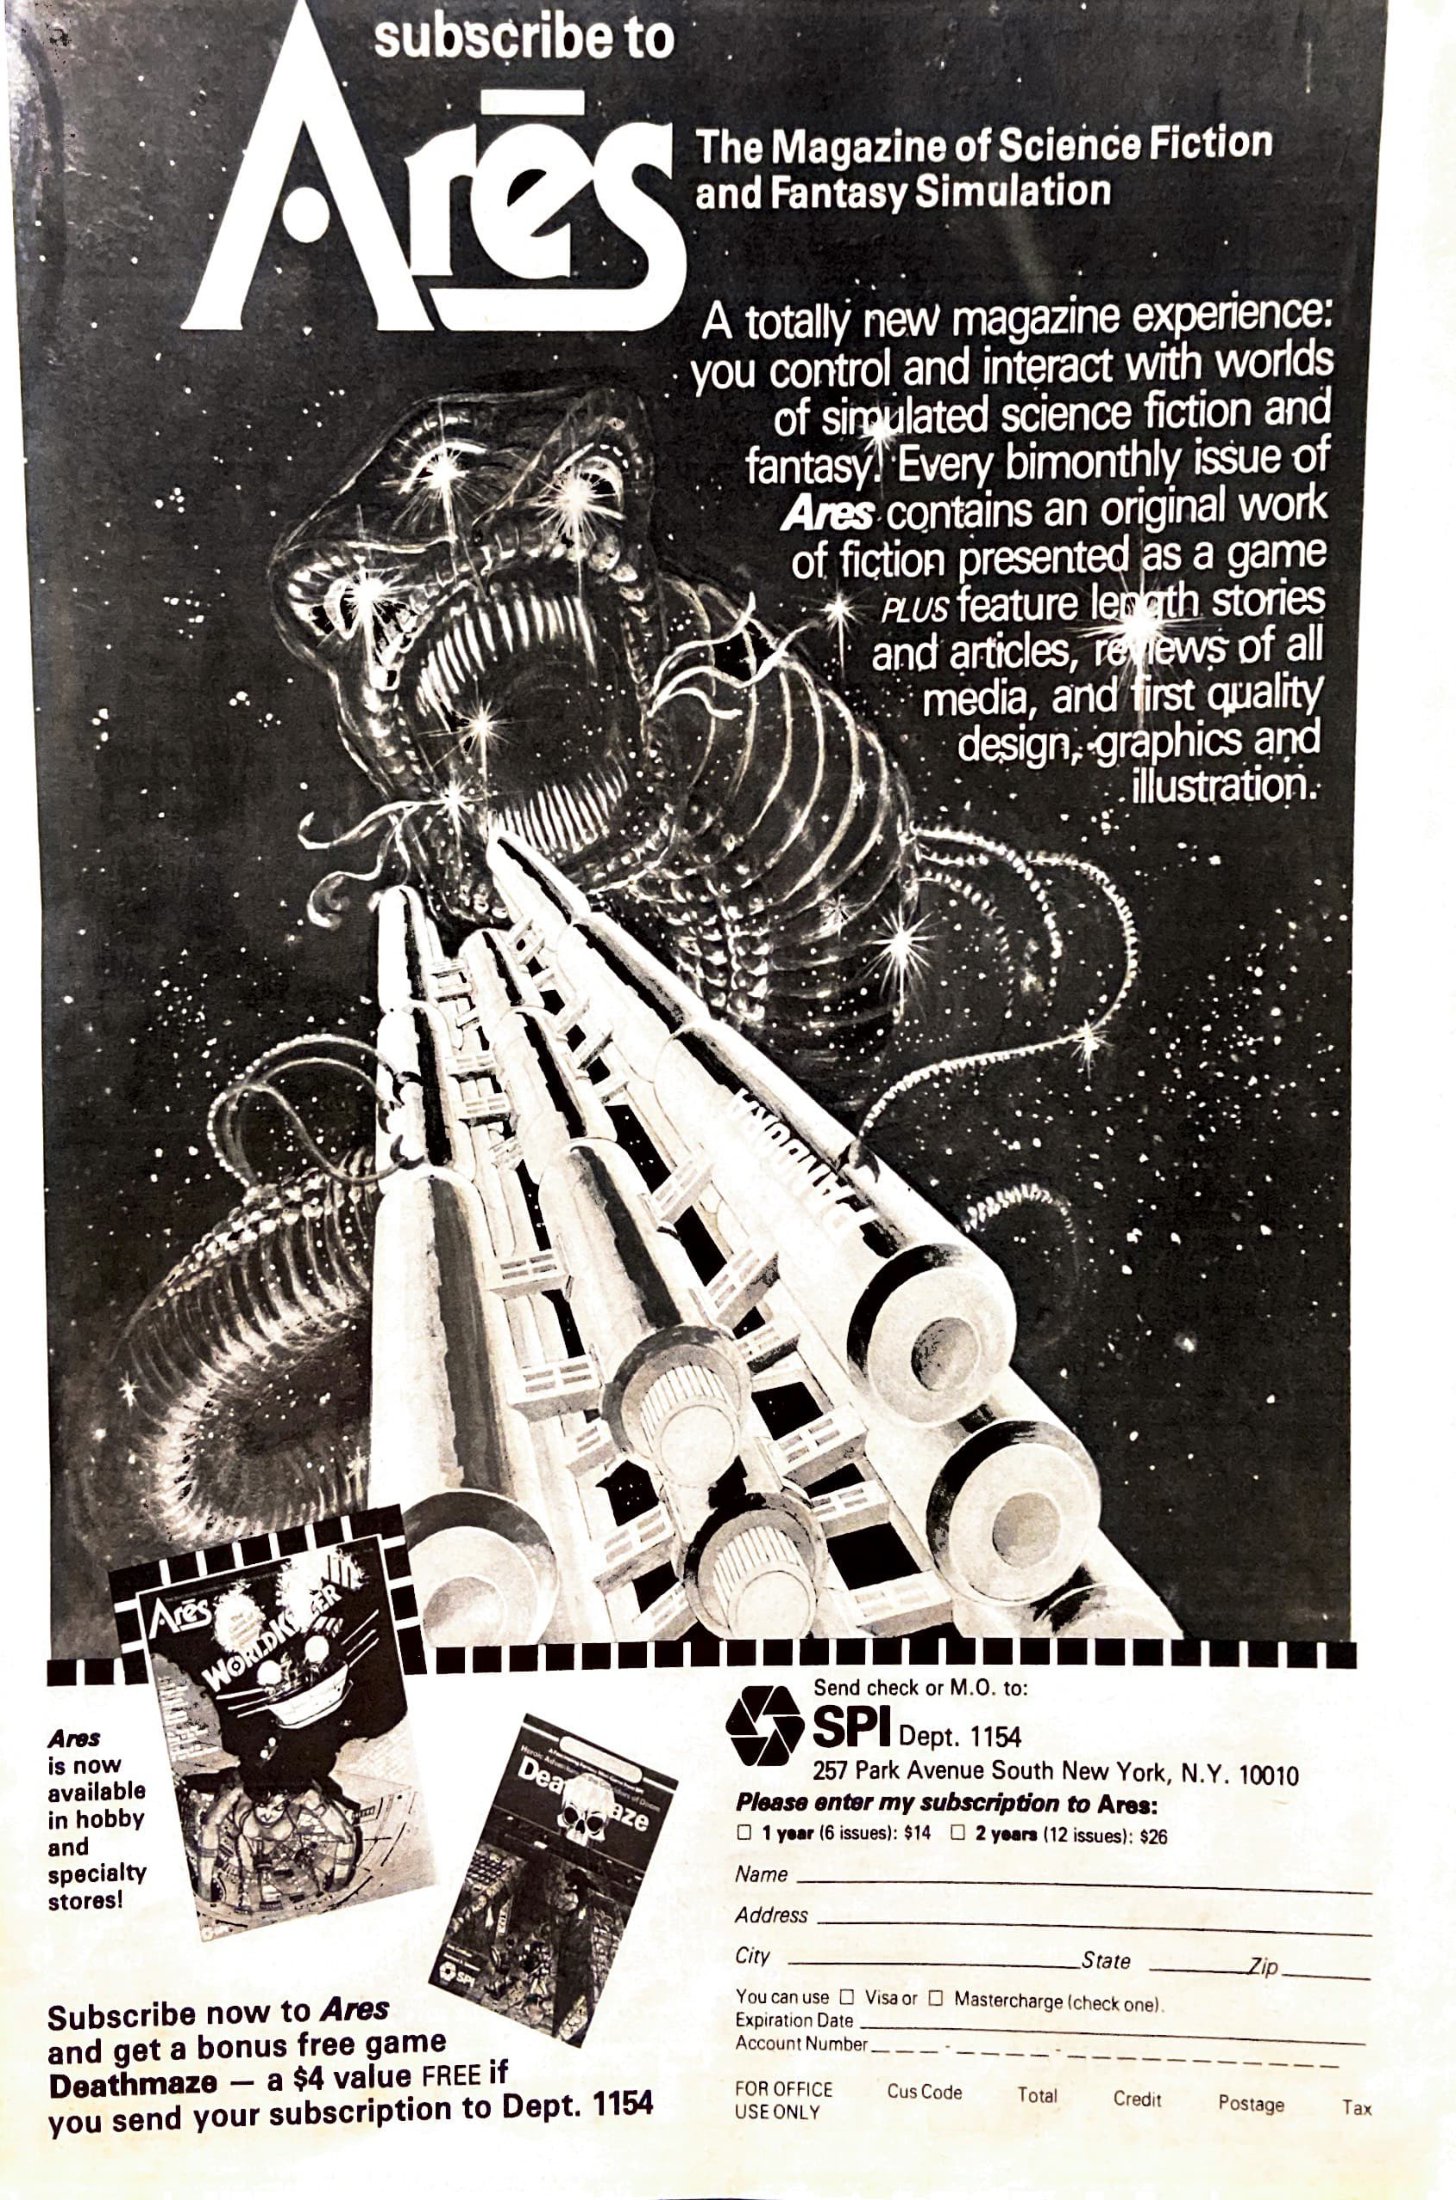 subscribe to
Arēs
The Magazine of Science Fiction
and Fantasy Simulation
A totally new magazine experience:
you control and interact with worlds
of simulated science fiction and
fantasy! Every bimonthly issue of
Ares contains an original work
of fiction presented as a game
PLUS feature length stories
and articles, reviews of all
media, and first quality
design, graphics and
illustration.
PANDORA
Arēs
WORLDKILLER
Ares
is now
available
in hobby
and
specialty
stores!
Deathmaze
SPI
Subscribe now to Ares
and get a bonus free game
Deathmaze — a $4 value FREE if
you send your subscription to Dept. 1154
Send check or M.O. to:
SPI Dept. 1154
257 Park Avenue South New York, N.Y. 10010
Please enter my subscription to Ares:
☐ 1 year (6 issues): $14 ☐ 2 years (12 issues): $26
Name
Address
City State Zip
You can use ☐ Visa or ☐ Mastercharge (check one).
Expiration Date
Account Number
FOR OFFICE Cus Code Total Credit Postage Tax
USE ONLY